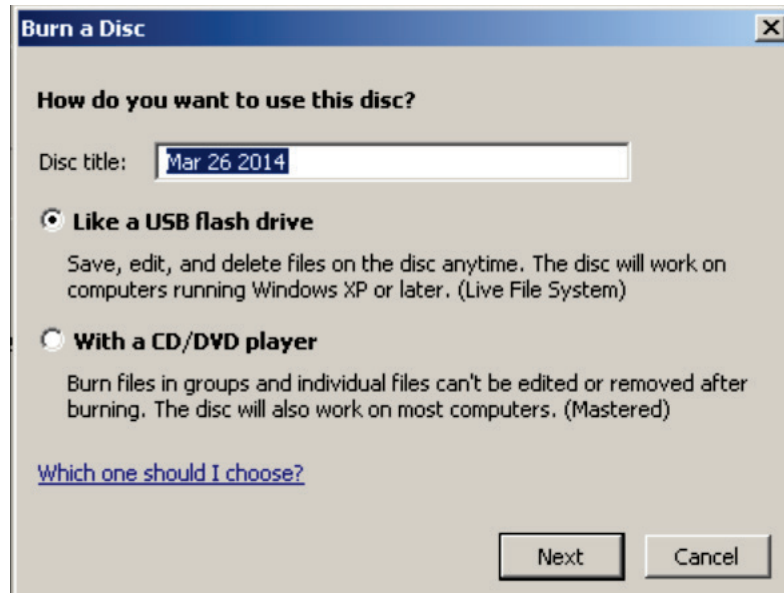 Burn a Disc
How do you want to use this disc?
Disc title: Mar 26 2014
Like a USB flash drive
Save, edit, and delete files on the disc anytime. The disc will work on
computers running Windows XP or later. (Live File System)
With a CD/DVD player
Burn files in groups and individual files can't be edited or removed after
burning. The disc will also work on most computers. (Mastered)
Which one should I choose?
Next Cancel